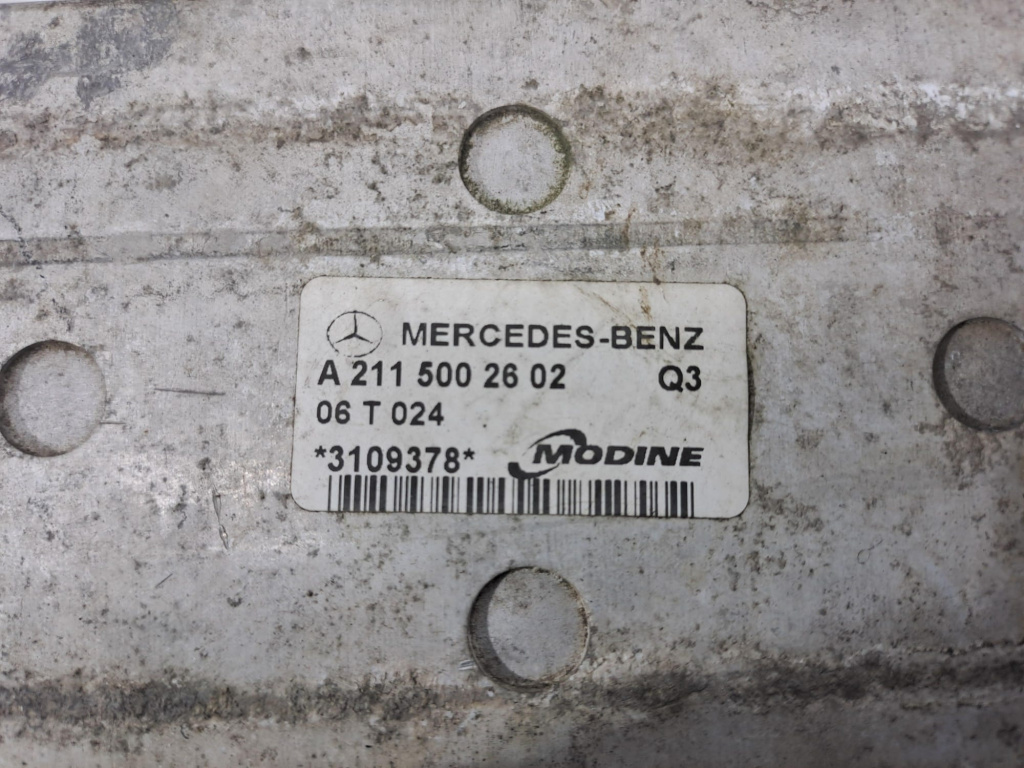 MERCEDES-BENZ
A 211 500 26 02 Q3
06 T 024
*3109378* MODINE